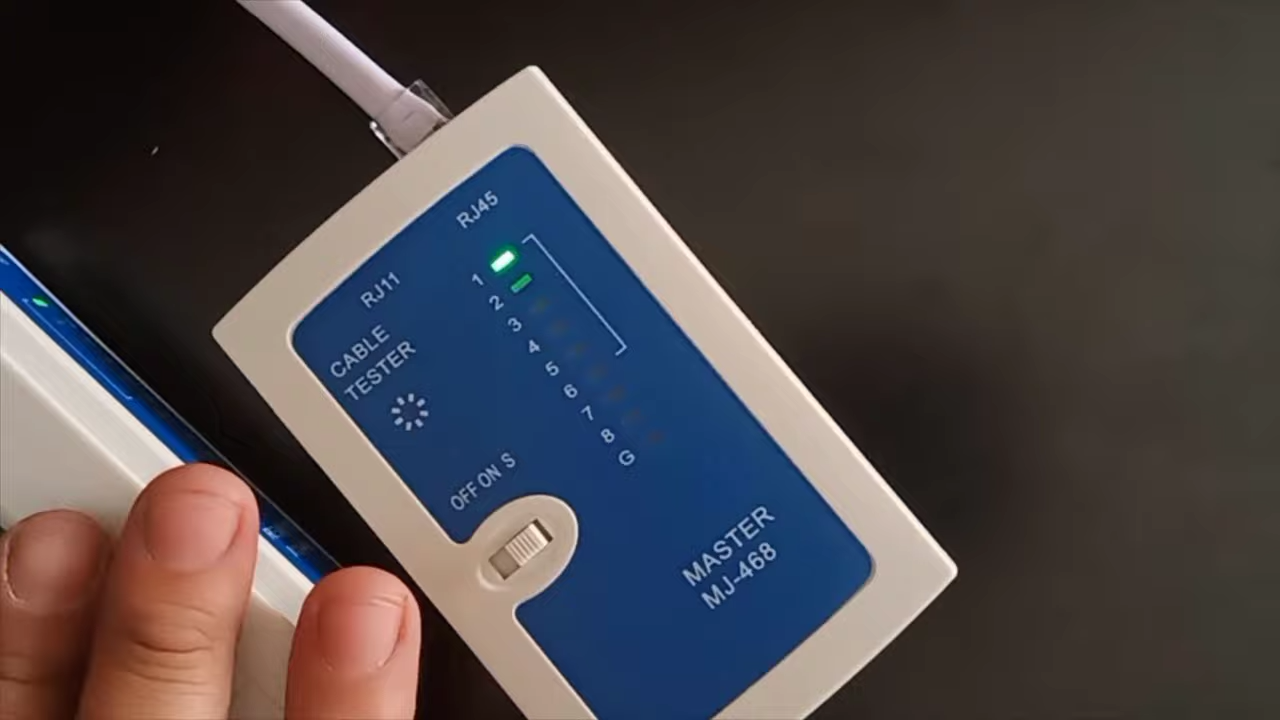 RJ45
RJ11
CABLE
TESTER
1
2
3
4
5
6
7
8
G
OFF ON S
MASTER
MJ-468